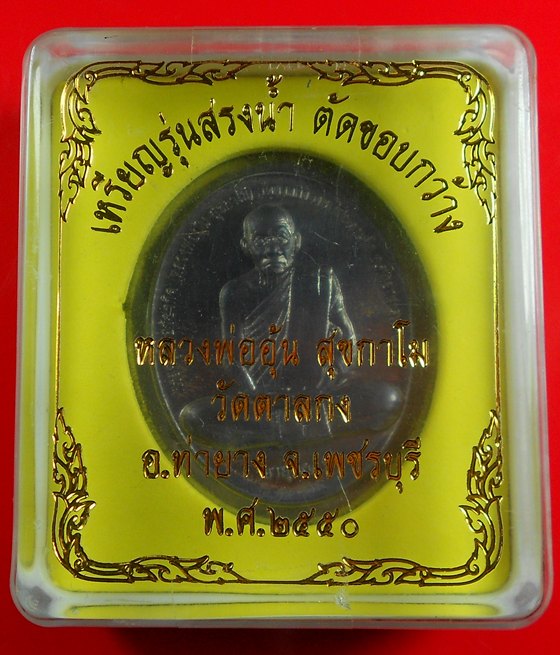 เหรียญรุ่นสรงน้ำ ตัดขอบกว้าง
หลวงพ่ออุ้น สุขกาโม
วัดตาลกง
อ.ท่ายาง จ.เพชรบุรี
พ.ศ.๒๕๕๐